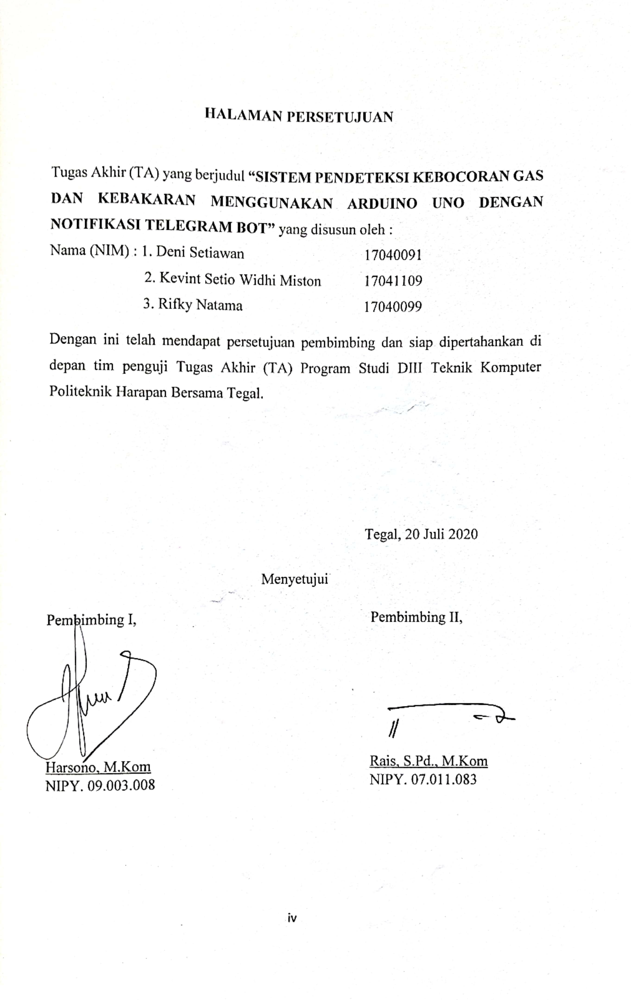 HALAMAN PERSETUJUAN
Tugas Akhir (TA) yang berjudul “SISTEM PENDETEKSI KEBOCORAN GAS
DAN KEBAKARAN MENGGUNAKAN ARDUINO UNO DENGAN
NOTIFIKASI TELEGRAM BOT” yang disusun oleh :
Nama (NIM) : 1. Deni Setiawan 17040091
2. Kevint Setio Widhi Miston 17041109
3. Rifky Natama 17040099
Dengan ini telah mendapat persetujuan pembimbing dan siap dipertahankan di
depan tim penguji Tugas Akhir (TA) Program Studi DIII Teknik Komputer
Politeknik Harapan Bersama Tegal.
Tegal, 20 Juli 2020
Menyetujui
Pembimbing I, Pembimbing II,
Harsono, M.Kom Rais, S.Pd., M.Kom
NIPY. 09.003.008 NIPY. 07.011.083
iv